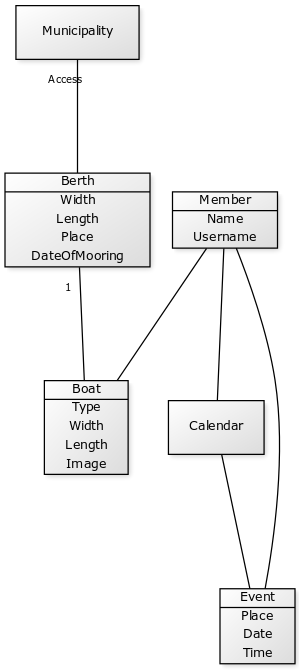 Municipality
Access
Berth
Width
Length
Place
DateOfMooring
Member
Name
Username
1
Boat
Type
Width
Length
Image
Calendar
Event
Place
Date
Time